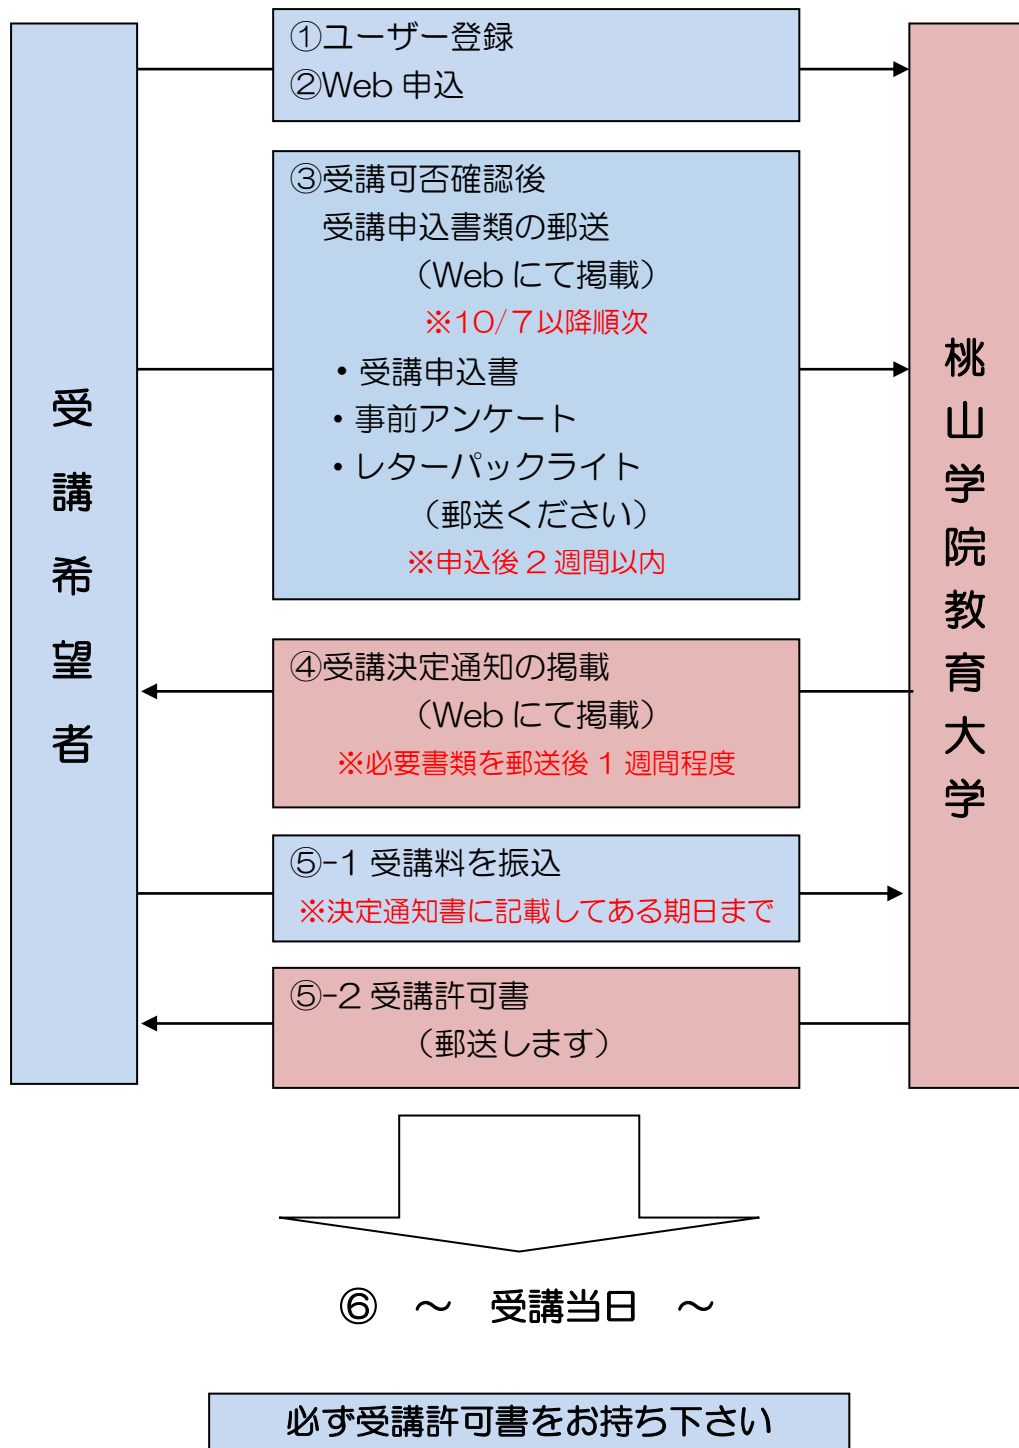 受講希望者
①ユーザー登録
②Web 申込
③受講可否確認後
受講申込書類の郵送
（Web にて掲載）
※10/７以降順次
・受講申込書
・事前アンケート
・レターパックライト
（郵送ください）
※申込後２週間以内
④受講決定通知の掲載
（Web にて掲載）
※必要書類を郵送後１週間程度
⑤-1 受講料を振込
※決定通知書に記載してある期日まで
⑤-2 受講許可書
（郵送します）
桃山学院教育大学
⑥　～　受講当日　～
必ず受講許可書をお持ち下さい